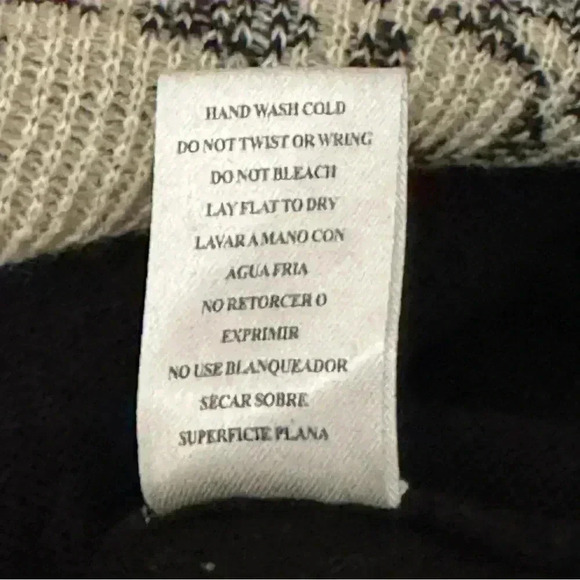 HAND WASH COLD
DO NOT TWIST OR WRING
DO NOT BLEACH
LAY FLAT TO DRY
LAVAR A MANO CON
AGUA FRIA
NO RETORCER O
EXPRIMIR
NO USE BLANQUEADOR
SECAR SOBRE
SUPERFICIE PLANA